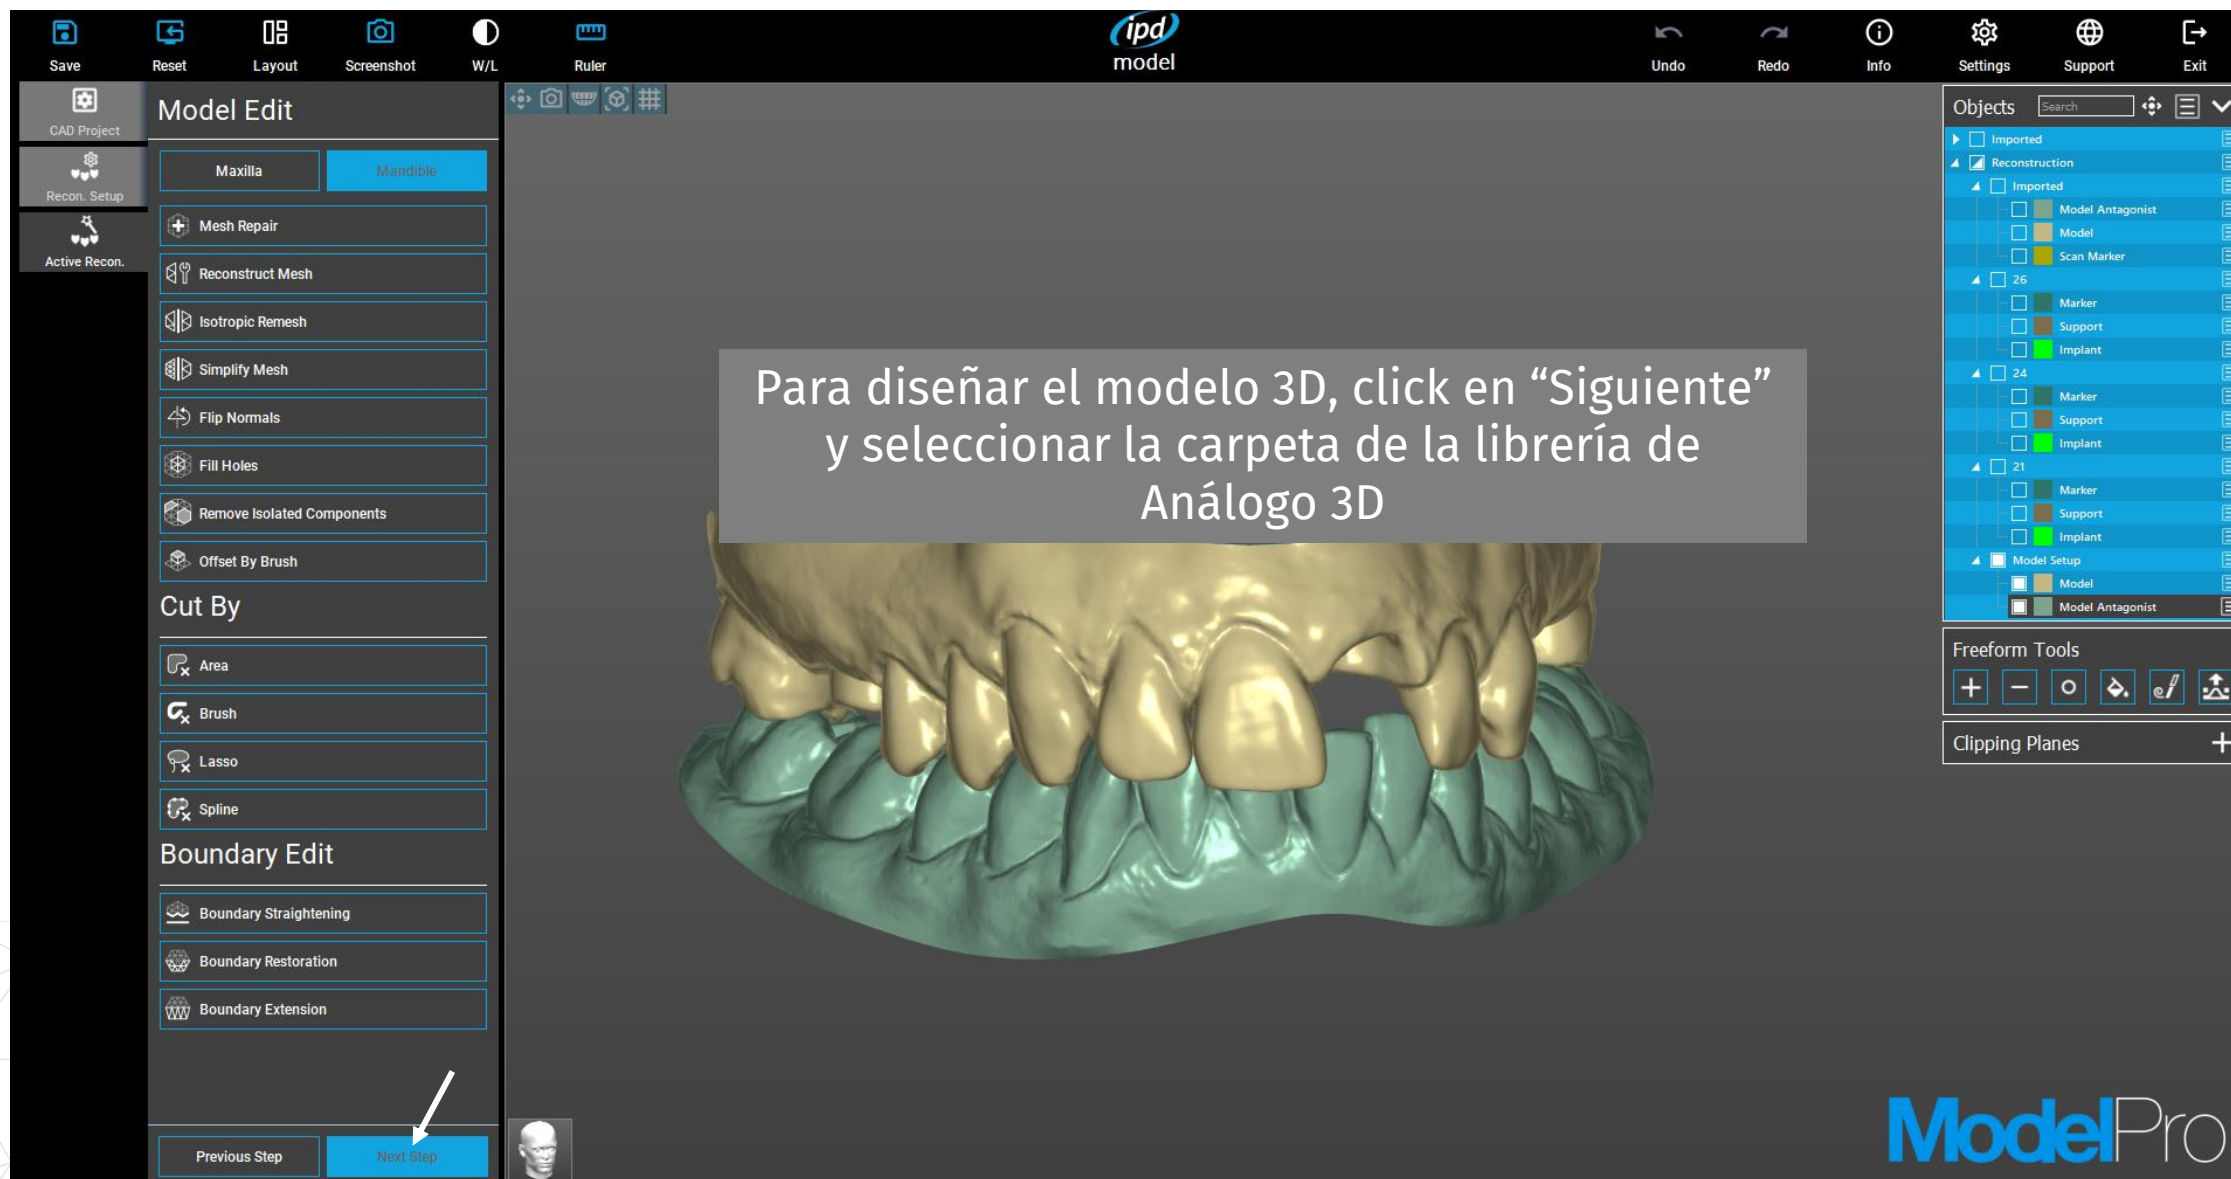 Save
Reset
Layout
Screenshot
W/L
Ruler
ipd
model
Undo
Redo
Info
Settings
Support
Exit
CAD Project
Recon. Setup
Active Recon.
Model Edit
Maxilla
Mandible
Mesh Repair
Reconstruct Mesh
Isotropic Remesh
Simplify Mesh
Flip Normals
Fill Holes
Remove Isolated Components
Offset By Brush
Cut By
Area
Brush
Lasso
Spline
Boundary Edit
Boundary Straightening
Boundary Restoration
Boundary Extension
Previous Step
Next Step
Para diseñar el modelo 3D, click en “Siguiente”
y seleccionar la carpeta de la librería de
Análogo 3D
Objects
Search
Imported
Reconstruction
Imported
Model Antagonist
Model
Scan Marker
26
Marker
Support
Implant
24
Marker
Support
Implant
21
Marker
Support
Implant
Model Setup
Model
Model Antagonist
Freeform Tools
Clipping Planes
ModelPro